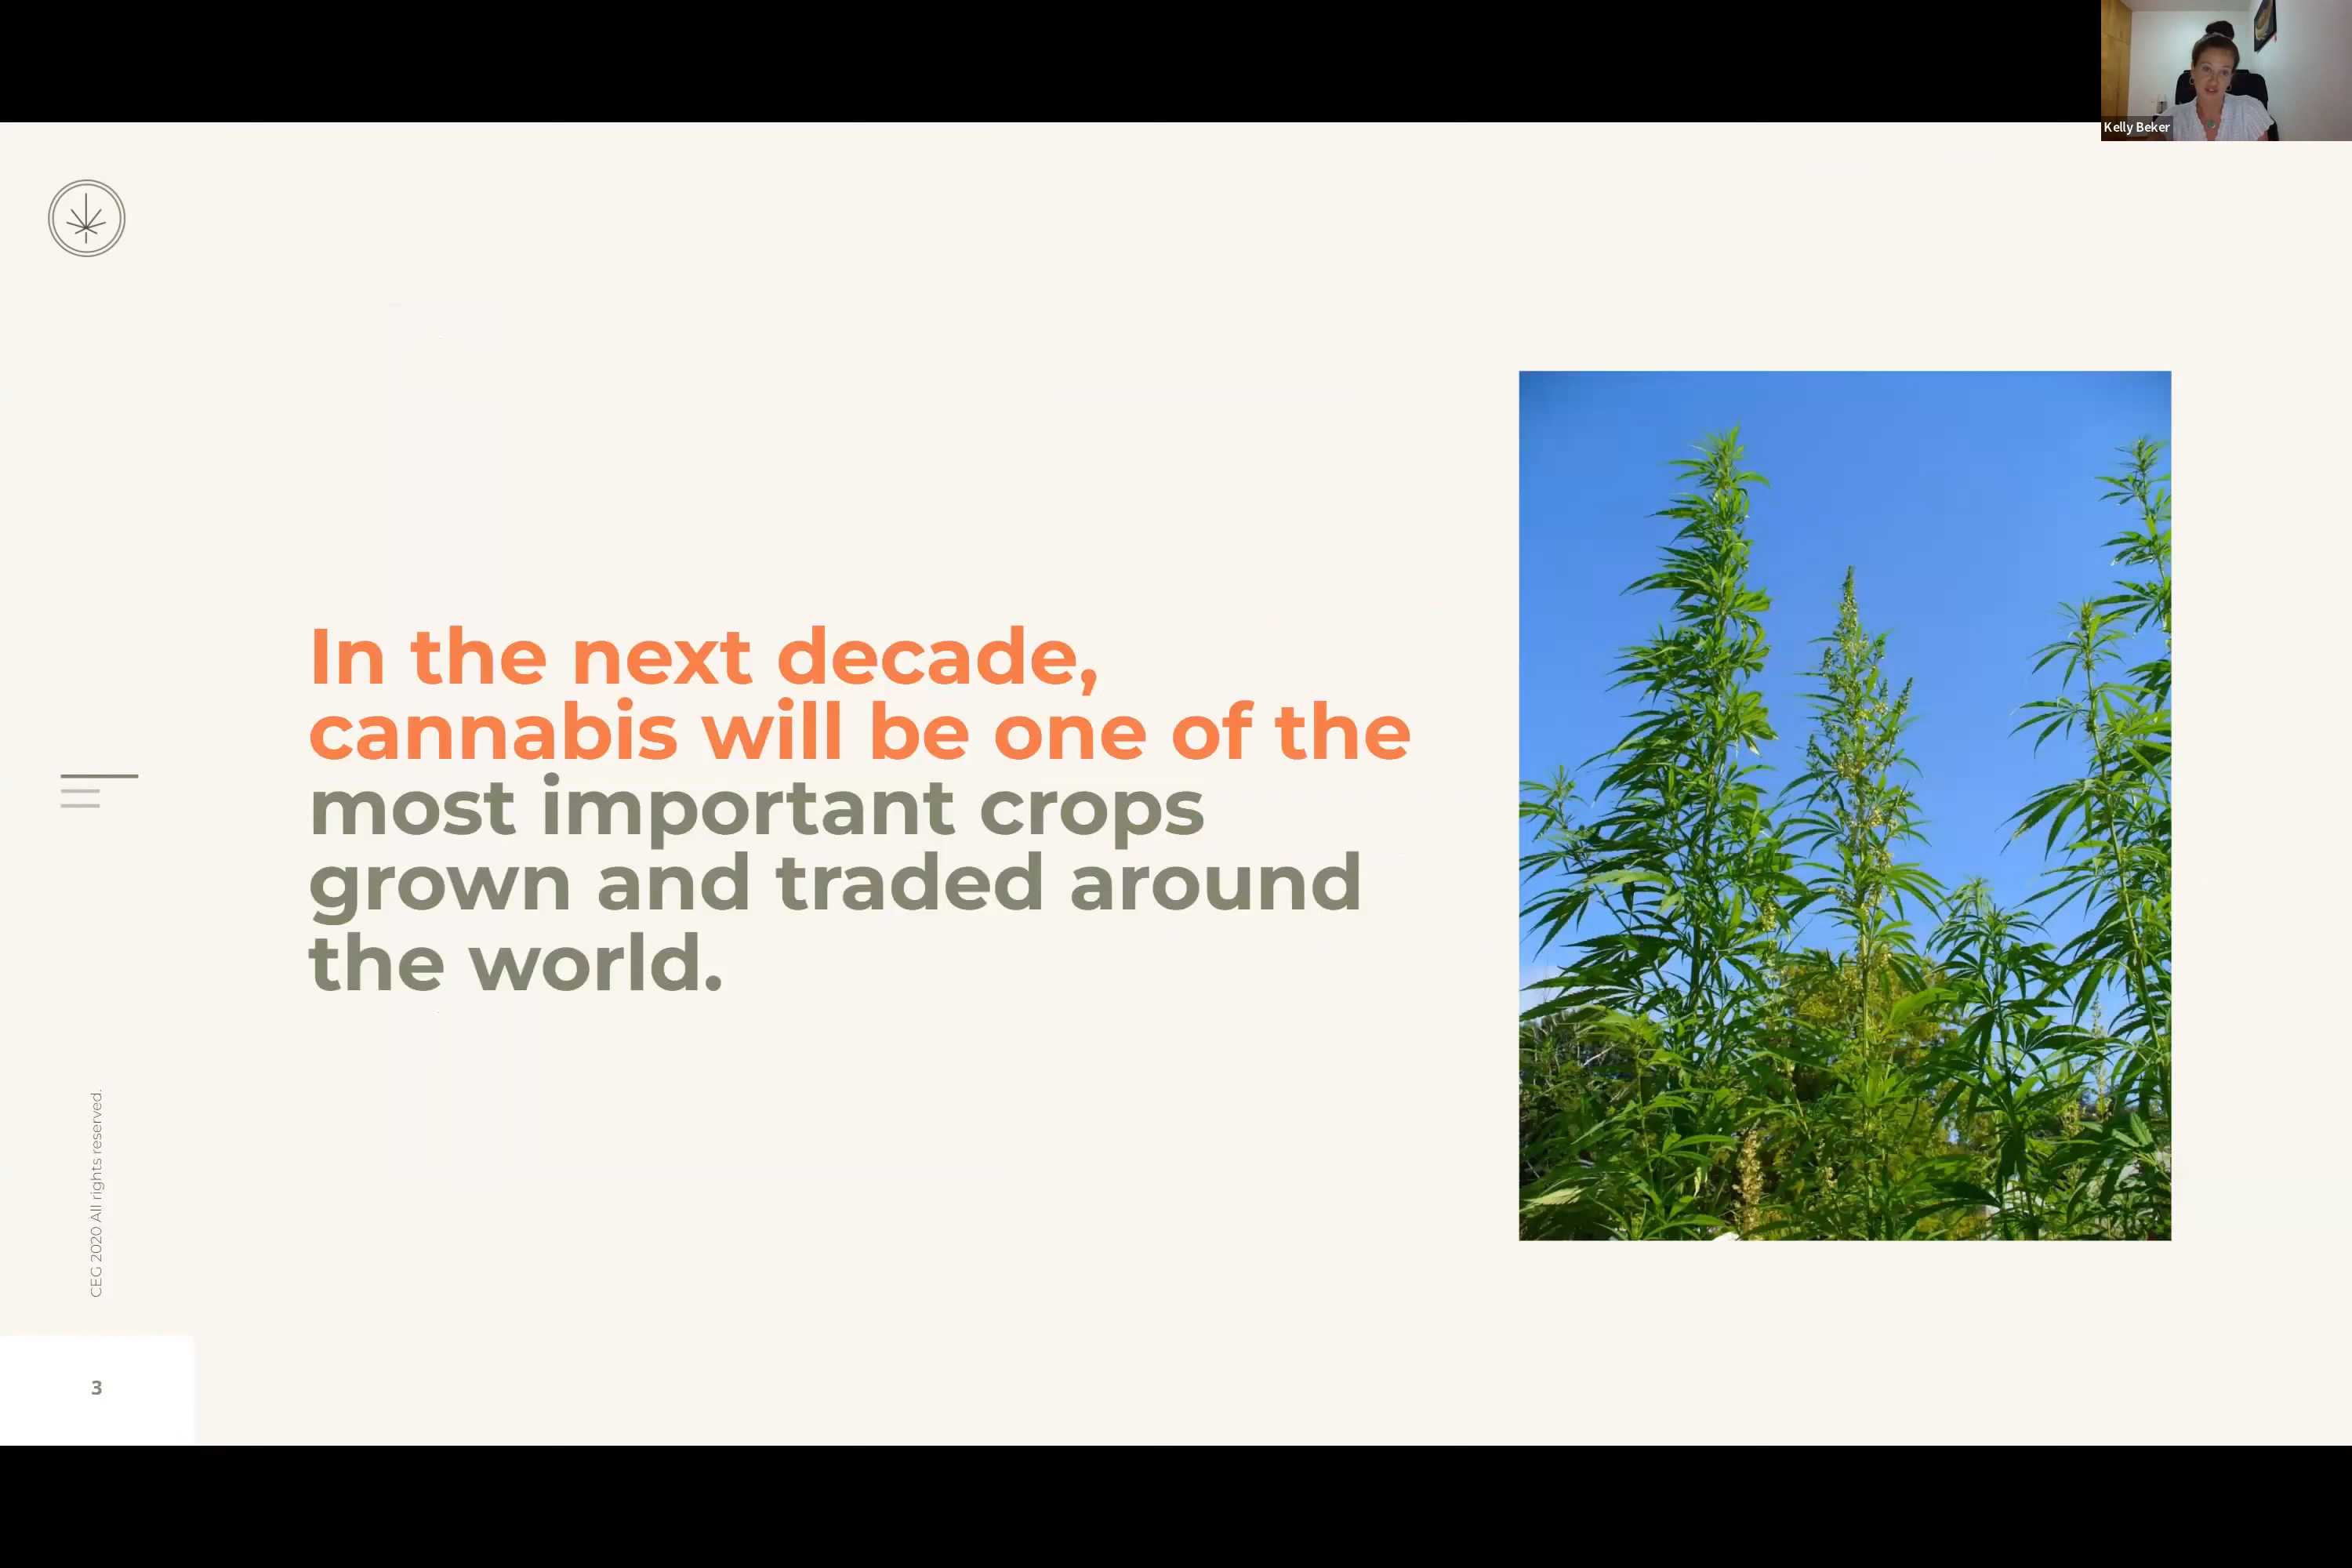 Kelly Beker
In the next decade,
cannabis will be one of the
most important crops
grown and traded around
the world.
CEG 2020 All rights reserved.
3